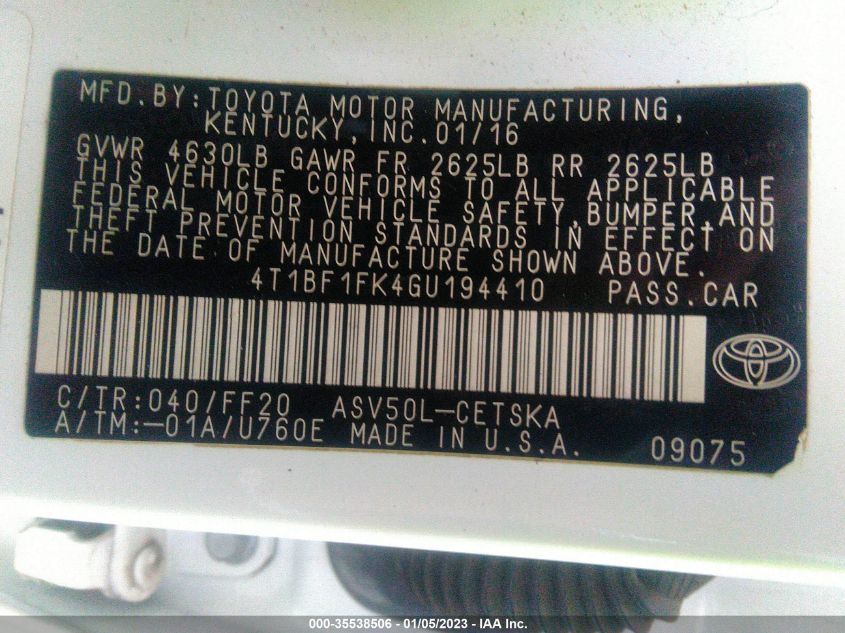 MFD.BY:TOYOTA MOTOR MANUFACTURING,
KENTUCKY,INC.01/16
GVWR 4630LB GAWR FR 2625LB RR 2625LB
THIS VEHICLE CONFORMS TO ALL APPLICABLE
FEDERAL MOTOR VEHICLE SAFETY,BUMPER,AND
THEFT PREVENTION STANDARDS IN EFFECT ON
THE DATE OF MANUFACTURE SHOWN ABOVE.
4T1BF1FK4GU194410 PASS.CAR
C/TR:040/FF20 ASV50L-CETSKA
A/TM:-01A/U760E MADE IN U.S.A. 09075
000-35538506 - 01/05/2023 - IAA Inc.